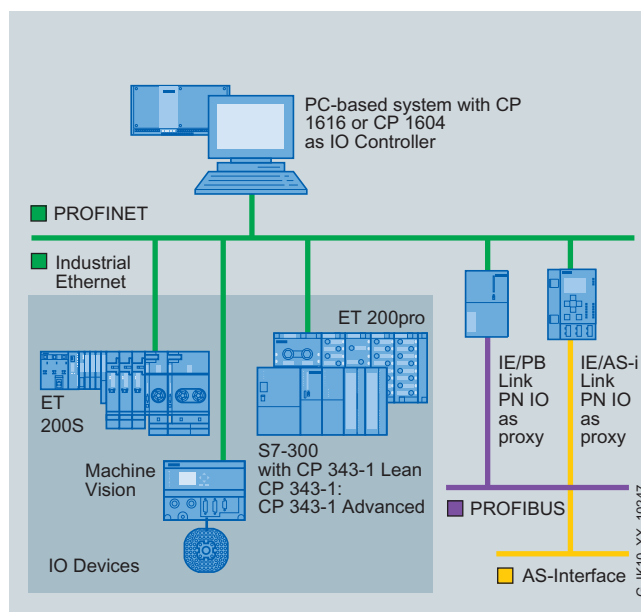 PC-based system with CP
1616 or CP 1604
as IO Controller
PROFINET
Industrial
Ethernet
ET 200pro
ET
200S
IE/PB
Link
PN IO
as
proxy
IE/AS-i
Link
PN IO
as
proxy
S7-300
with CP 343-1 Lean
CP 343-1:
CP 343-1 Advanced
Machine
Vision
IO Devices
PROFIBUS
AS-Interface